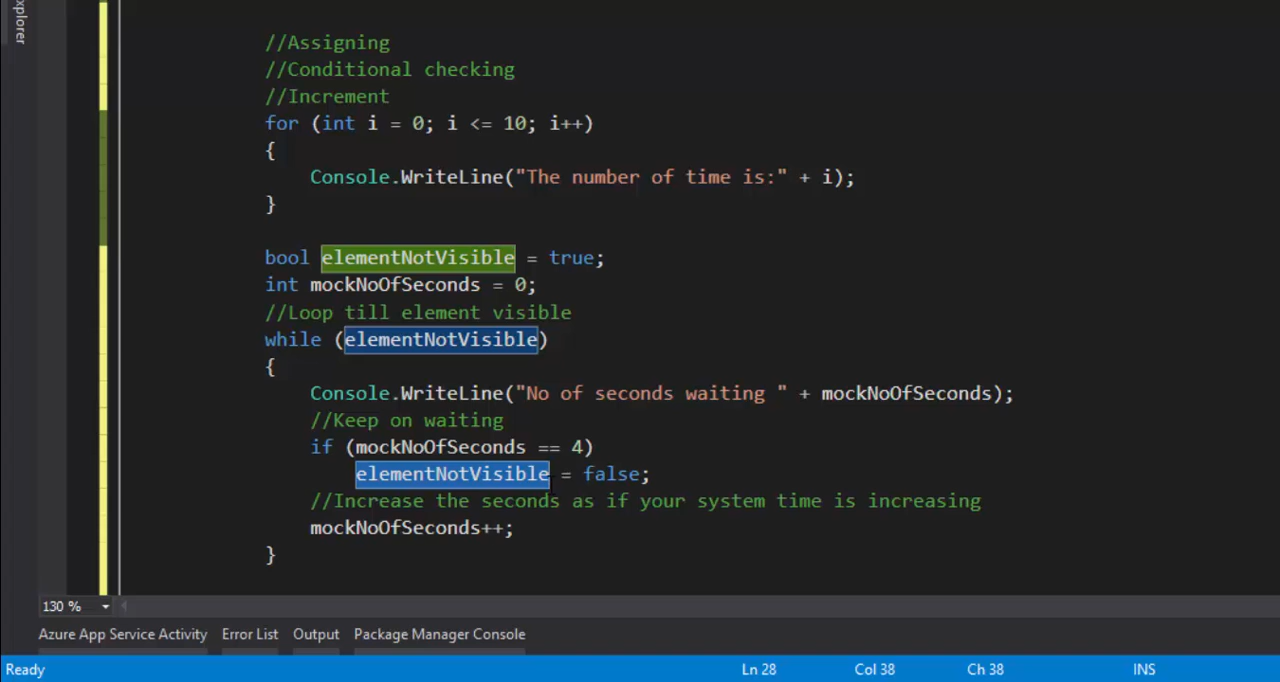 xplorer
//Assigning
//Conditional checking
//Increment
for (int i = 0; i <= 10; i++)
{
Console.WriteLine("The number of time is:" + i);
}
bool elementNotVisible = true;
int mockNoOfSeconds = 0;
//Loop till element visible
while (elementNotVisible)
{
Console.WriteLine("No of seconds waiting " + mockNoOfSeconds);
//Keep on waiting
if (mockNoOfSeconds == 4)
elementNotVisible = false;
//Increase the seconds as if your system time is increasing
mockNoOfSeconds++;
}
130 %
Azure App Service Activity Error List Output Package Manager Console
Ready Ln 28 Col 38 Ch 38 INS